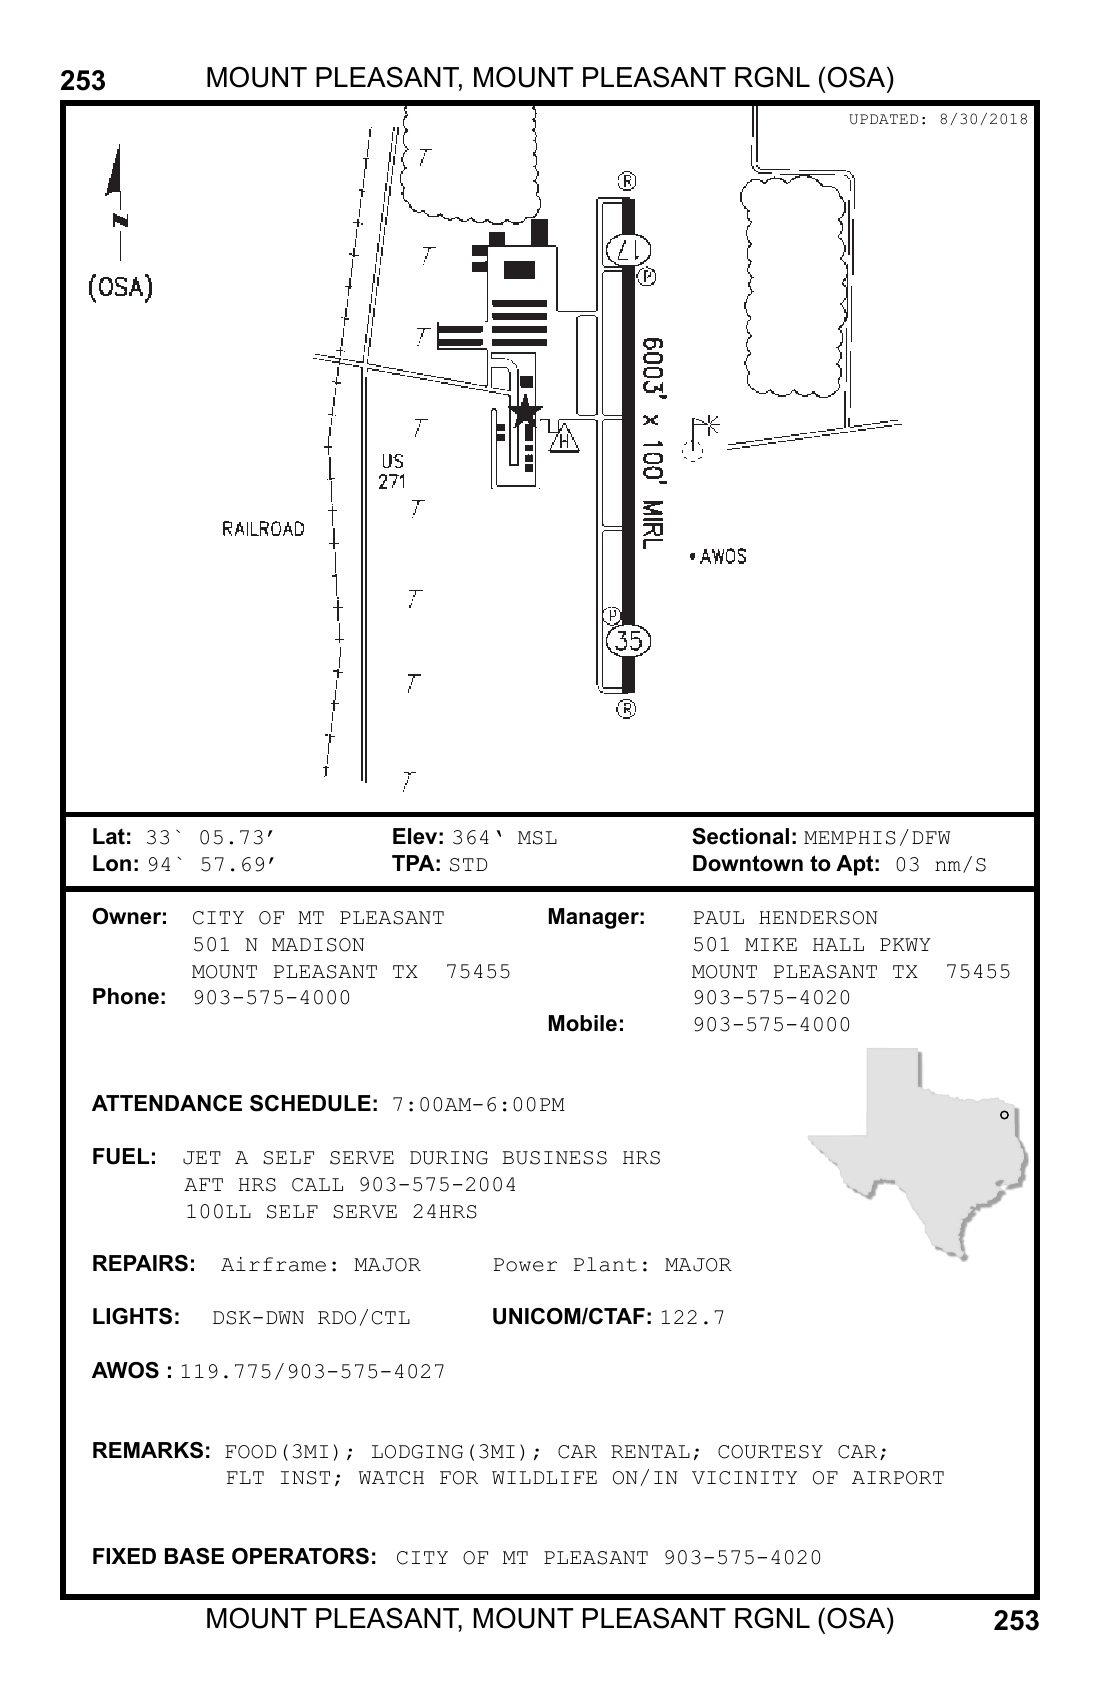 253 MOUNT PLEASANT, MOUNT PLEASANT RGNL (OSA)
UPDATED: 8/30/2018
T
R
17
T
P
z
(OSA)
T
6003' x 100' MIRL
T
H
US
271
T
RAILROAD
AWOS
T
P
35
T
R
T
Lat: 33` 05.73’ Elev: 364‘ MSL Sectional: MEMPHIS/DFW
Lon: 94` 57.69’ TPA: STD Downtown to Apt: 03 nm/S
Owner: CITY OF MT PLEASANT Manager: PAUL HENDERSON
501 N MADISON 501 MIKE HALL PKWY
MOUNT PLEASANT TX 75455 MOUNT PLEASANT TX 75455
Phone: 903-575-4000 903-575-4020
Mobile: 903-575-4000
ATTENDANCE SCHEDULE: 7:00AM-6:00PM
FUEL: JET A SELF SERVE DURING BUSINESS HRS
AFT HRS CALL 903-575-2004
100LL SELF SERVE 24HRS
REPAIRS: Airframe: MAJOR Power Plant: MAJOR
LIGHTS: DSK-DWN RDO/CTL UNICOM/CTAF: 122.7
AWOS : 119.775/903-575-4027
REMARKS: FOOD(3MI); LODGING(3MI); CAR RENTAL; COURTESY CAR;
FLT INST; WATCH FOR WILDLIFE ON/IN VICINITY OF AIRPORT
FIXED BASE OPERATORS: CITY OF MT PLEASANT 903-575-4020
MOUNT PLEASANT, MOUNT PLEASANT RGNL (OSA) 253